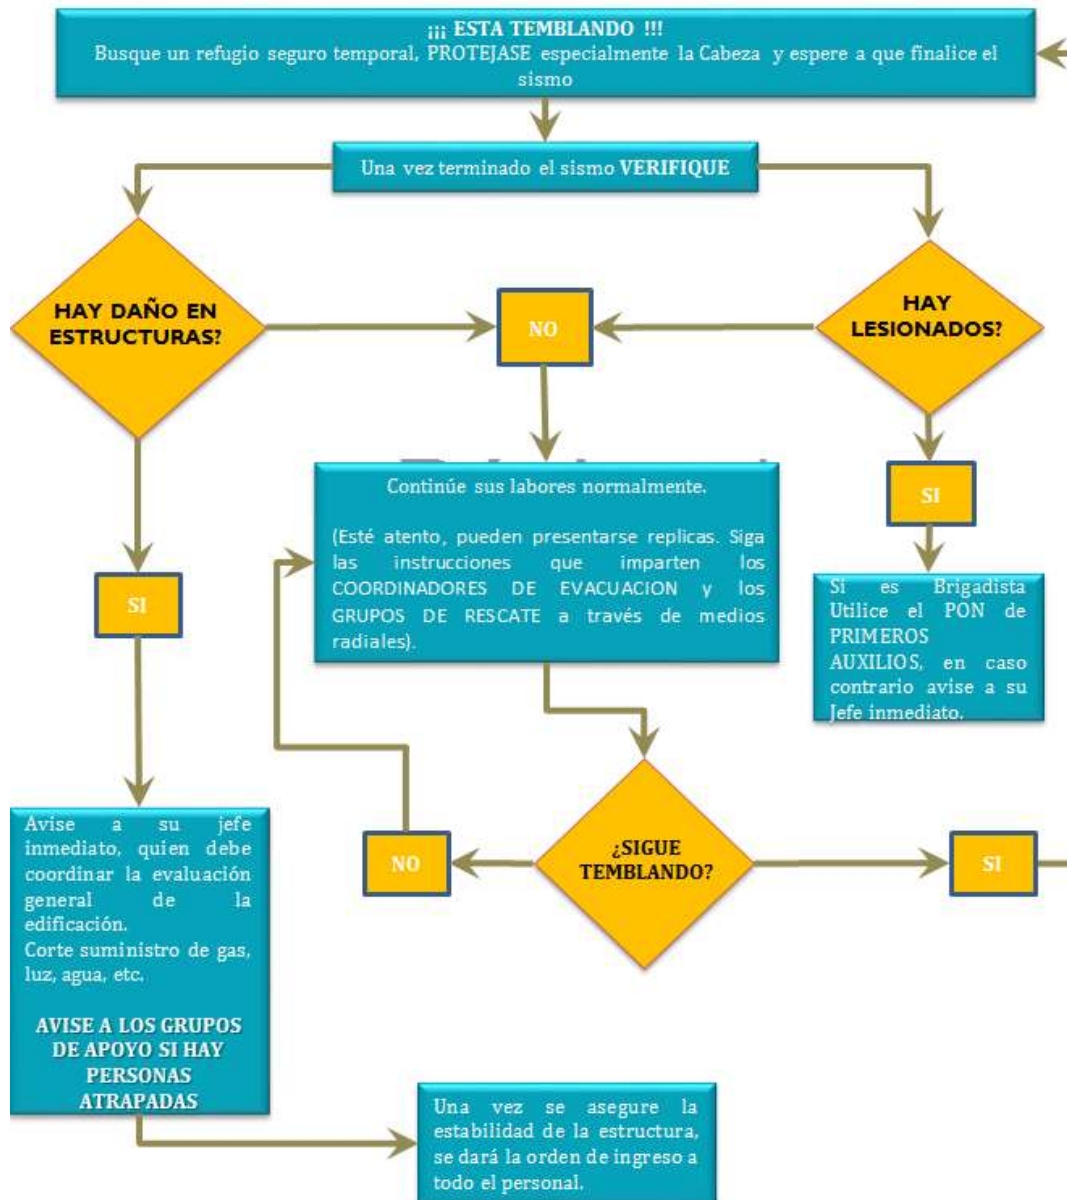 ¡¡¡ ESTA TEMBLANDO !!!
Busque un refugio seguro temporal, PROTEJASE especialmente la Cabeza y espere a que finalice el
sismo
Una vez terminado el sismo VERIFIQUE
HAY DAÑO EN
ESTRUCTURAS?
NO
HAY
LESIONADOS?
SI
Continúe sus labores normalmente.
(Esté atento, pueden presentarse replicas. Siga
las instrucciones que imparten los
COORDINADORES DE EVACUACION y los
GRUPOS DE RESCATE a través de medios
radiales).
SI
Si es Brigadista
Utilice el PON de
PRIMEROS
AUXILIOS, en caso
contrario avise a su
Jefe inmediato.
Avise a su jefe
inmediato, quien debe
coordinar la evaluación
general de la
edificación.
Corte suministro de gas,
luz, agua, etc.
AVISE A LOS GRUPOS
DE APOYO SI HAY
PERSONAS
ATRAPADAS
NO
¿SIGUE
TEMBLANDO?
SI
Una vez se asegure la
estabilidad de la estructura,
se dará la orden de ingreso a
todo el personal.